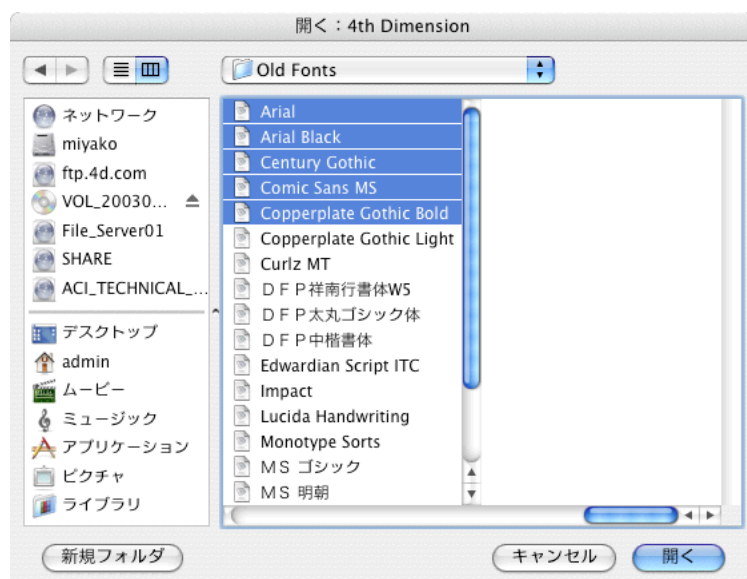 開く：4th Dimension
Old Fonts
ネットワーク
miyako
ftp.4d.com
VOL_20030...
File_Server01
SHARE
ACI_TECHNICAL_...
デスクトップ
admin
ムービー
ミュージック
アプリケーション
ピクチャ
ライブラリ
Arial
Arial Black
Century Gothic
Comic Sans MS
Copperplate Gothic Bold
Copperplate Gothic Light
Curlz MT
ＤＦＰ祥南行書体W5
ＤＦＰ太丸ゴシック体
ＤＦＰ中楷書体
Edwardian Script ITC
Impact
Lucida Handwriting
Monotype Sorts
ＭＳ ゴシック
ＭＳ 明朝
新規フォルダ
キャンセル
開く